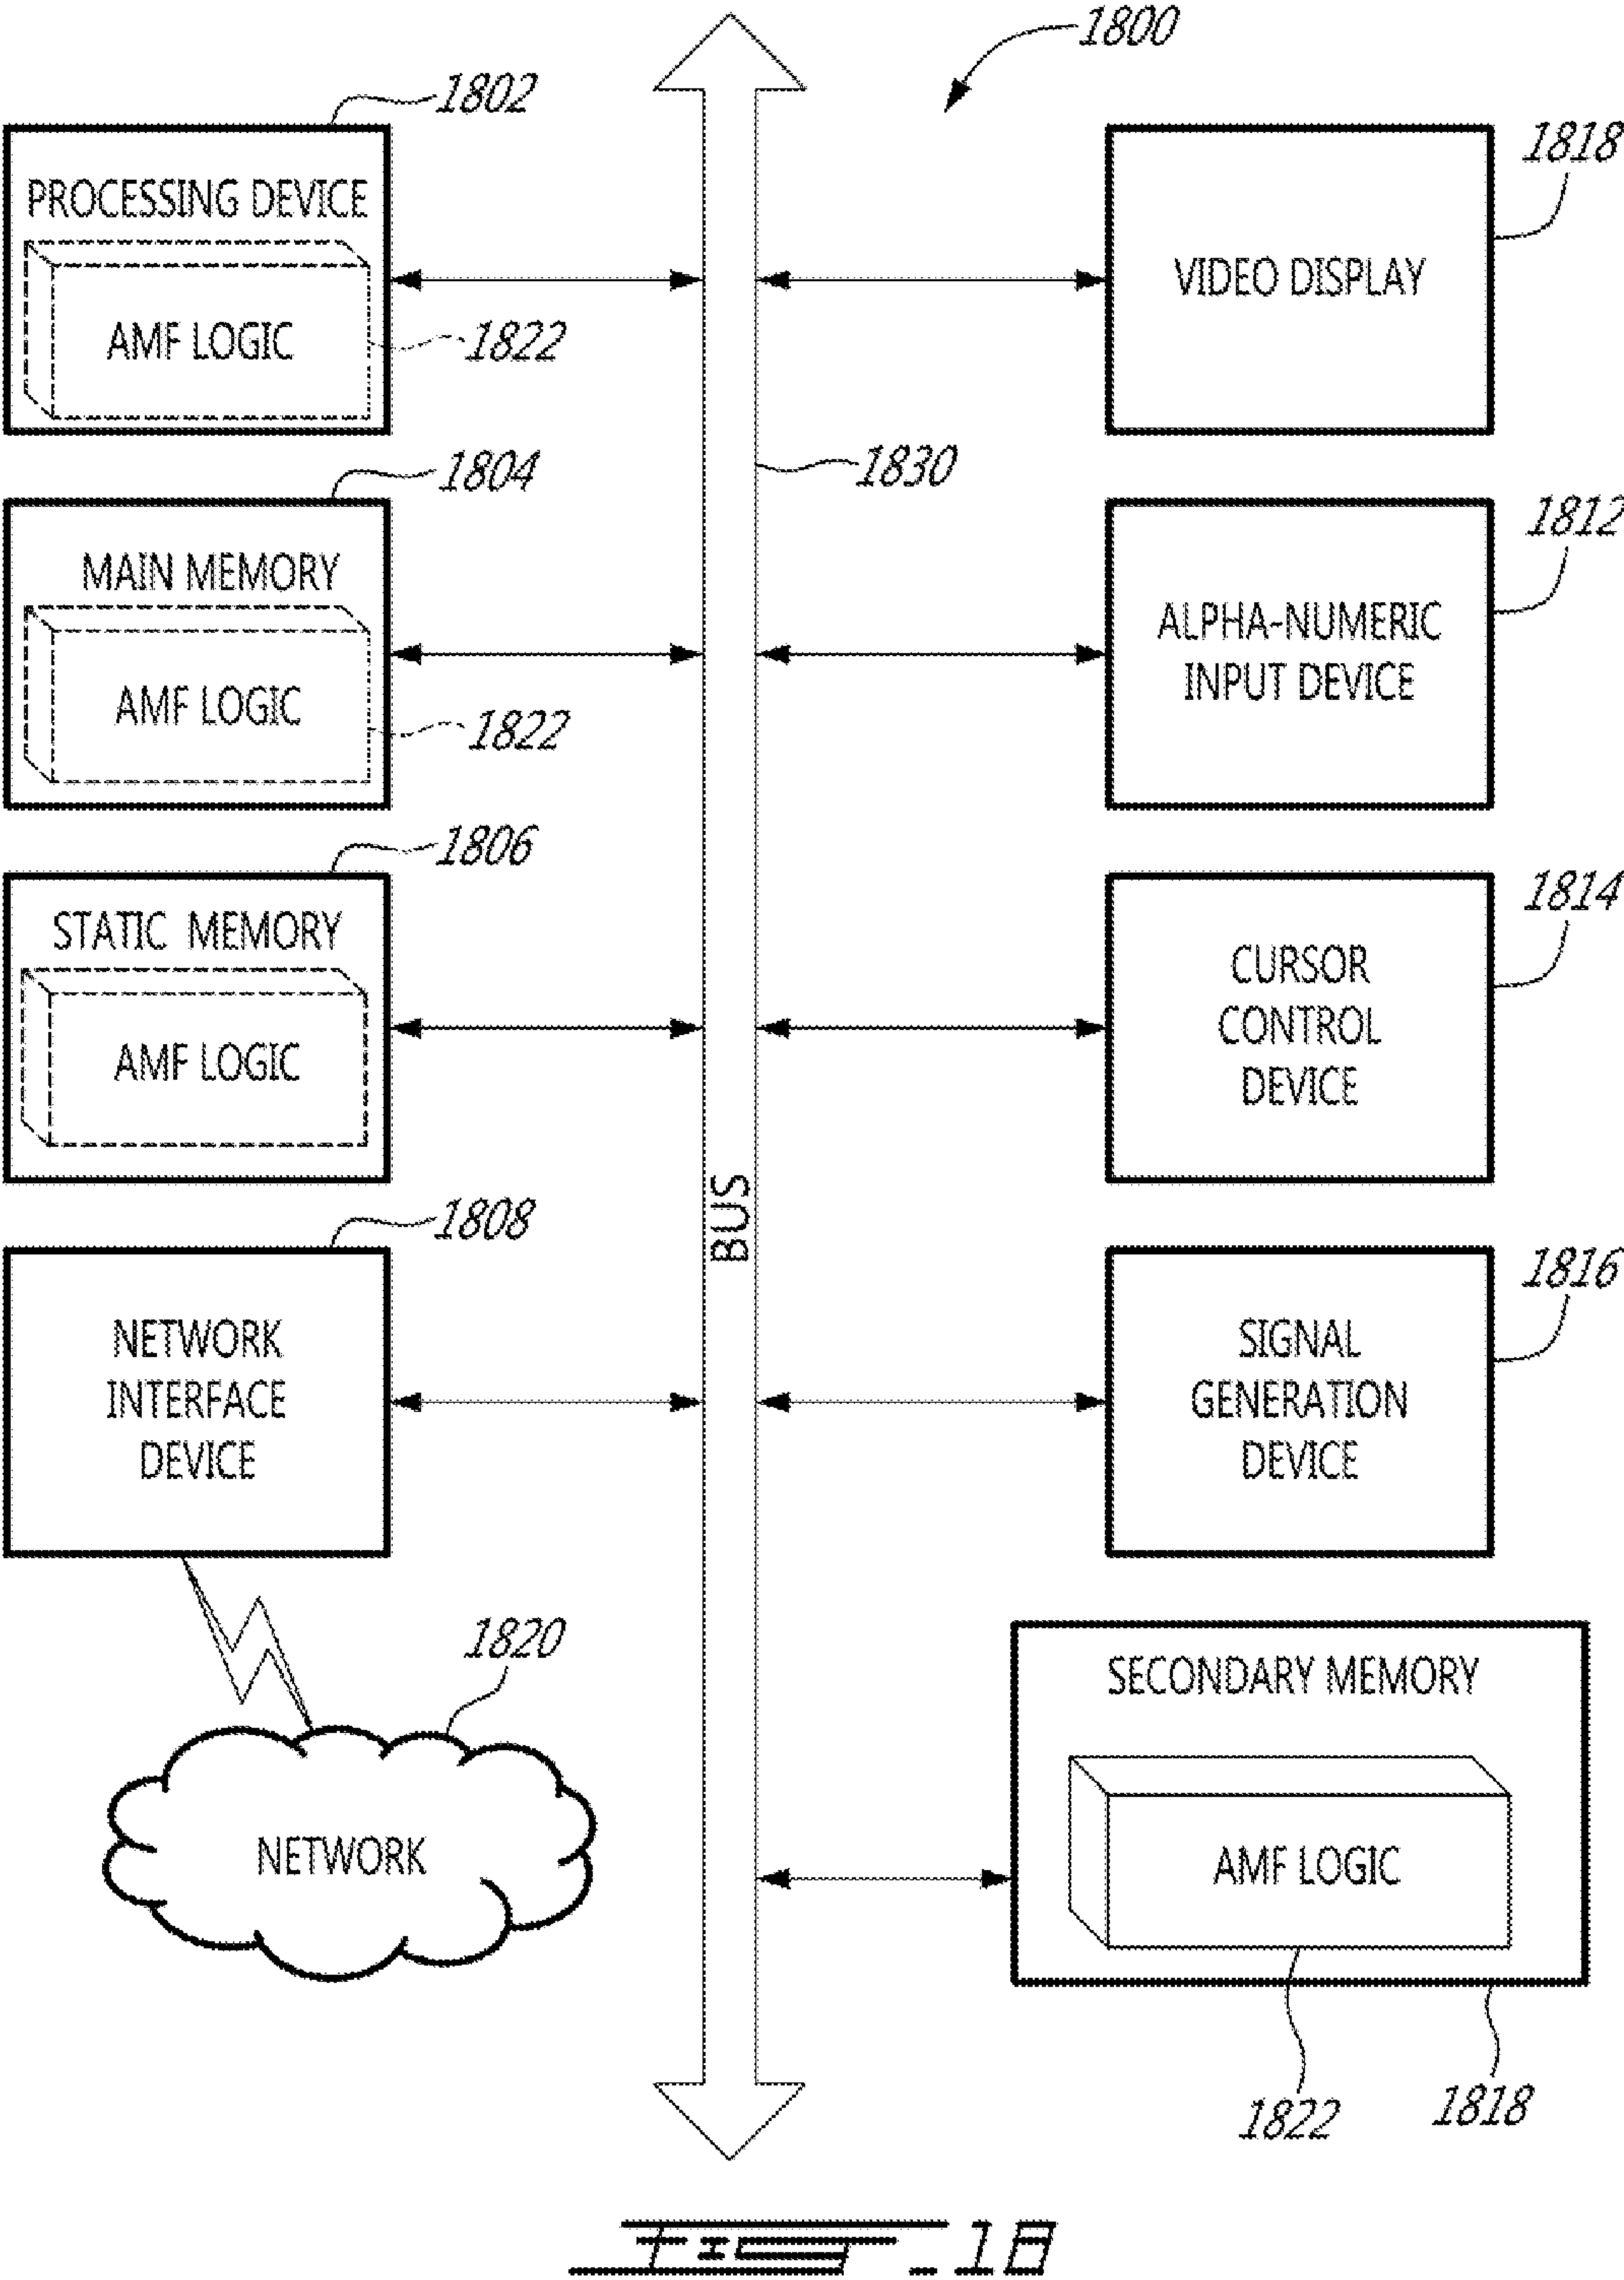 1800
1802
PROCESSING DEVICE
AMF LOGIC
1822
1804
MAIN MEMORY
AMF LOGIC
1822
1806
STATIC MEMORY
AMF LOGIC
1808
NETWORK
INTERFACE
DEVICE
1820
NETWORK
BUS
1830
1818
VIDEO DISPLAY
1812
ALPHA-NUMERIC
INPUT DEVICE
1814
CURSOR
CONTROL
DEVICE
1816
SIGNAL
GENERATION
DEVICE
SECONDARY MEMORY
AMF LOGIC
1822
1818
Fig. 18